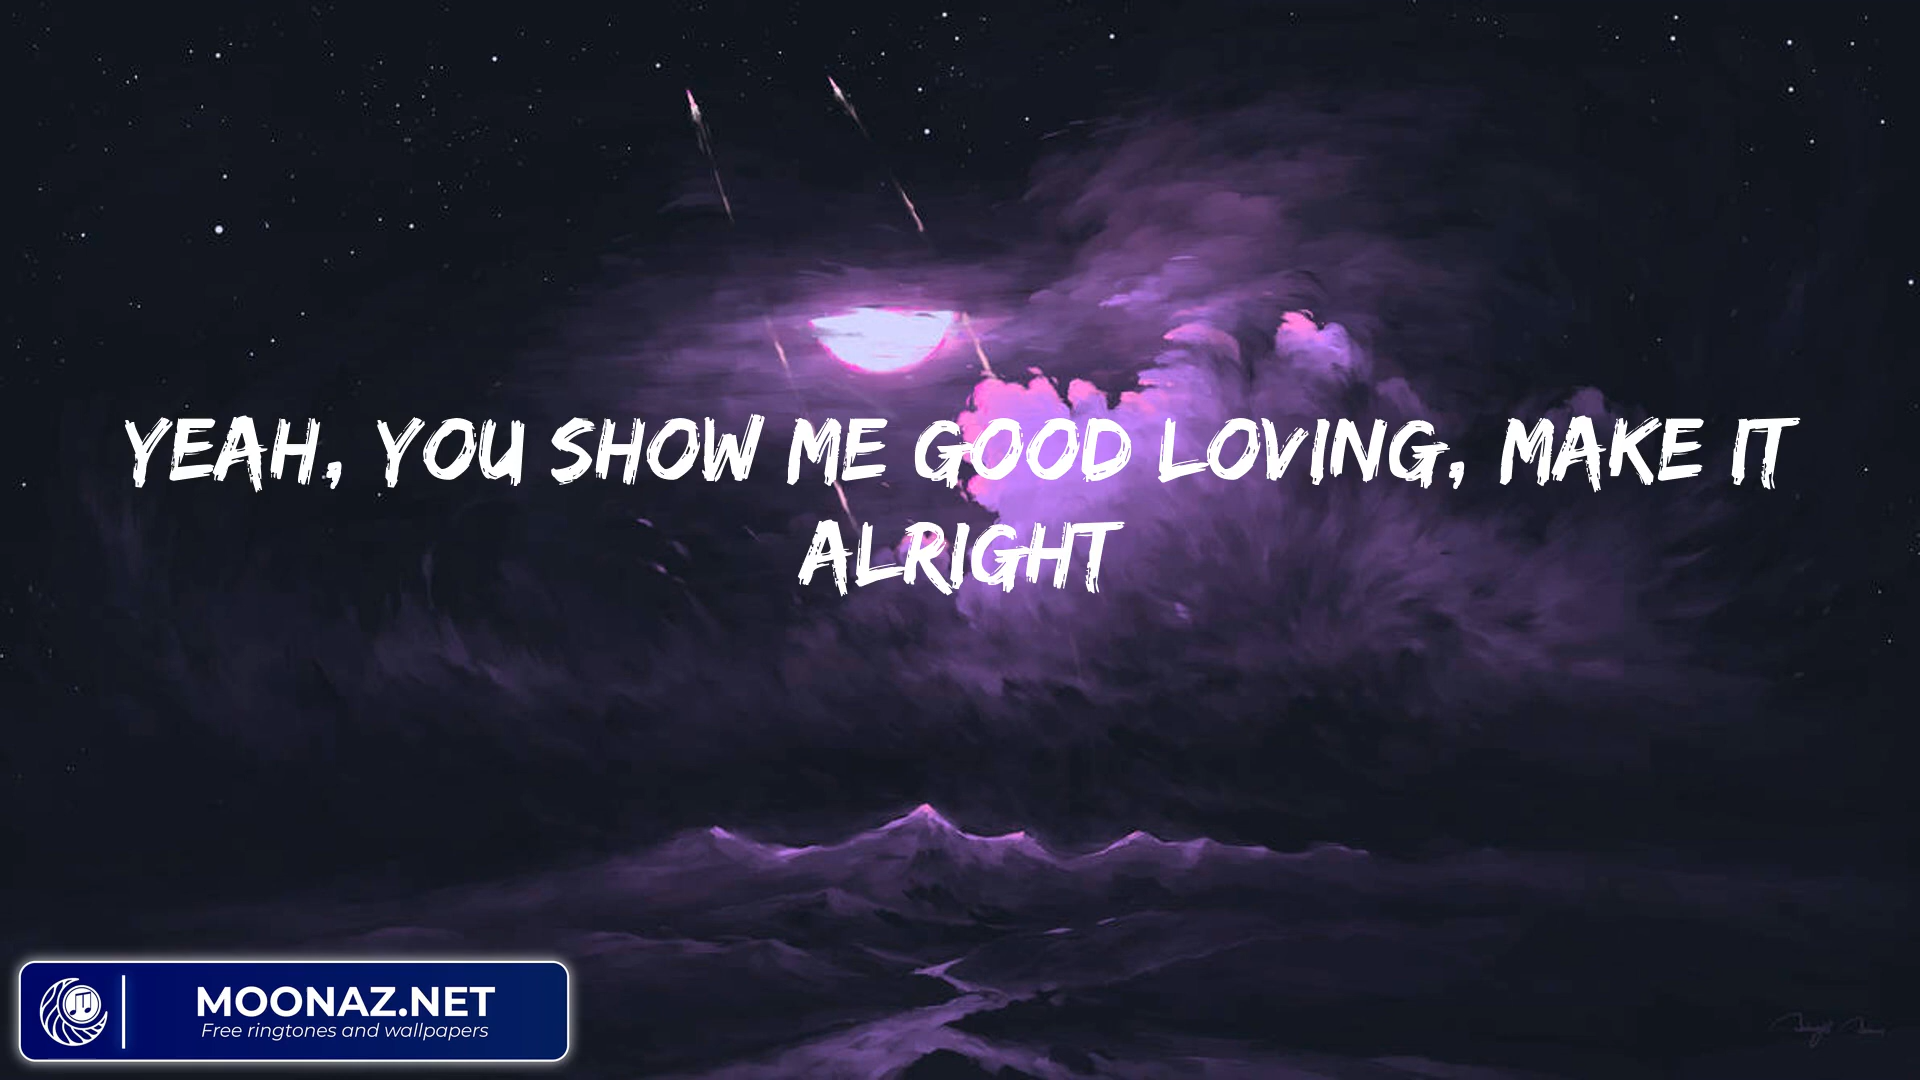 YEAH, YOU SHOW ME GOOD LOVING, MAKE IT
ALRIGHT
MOONAZ.NET
Free ringtones and wallpapers